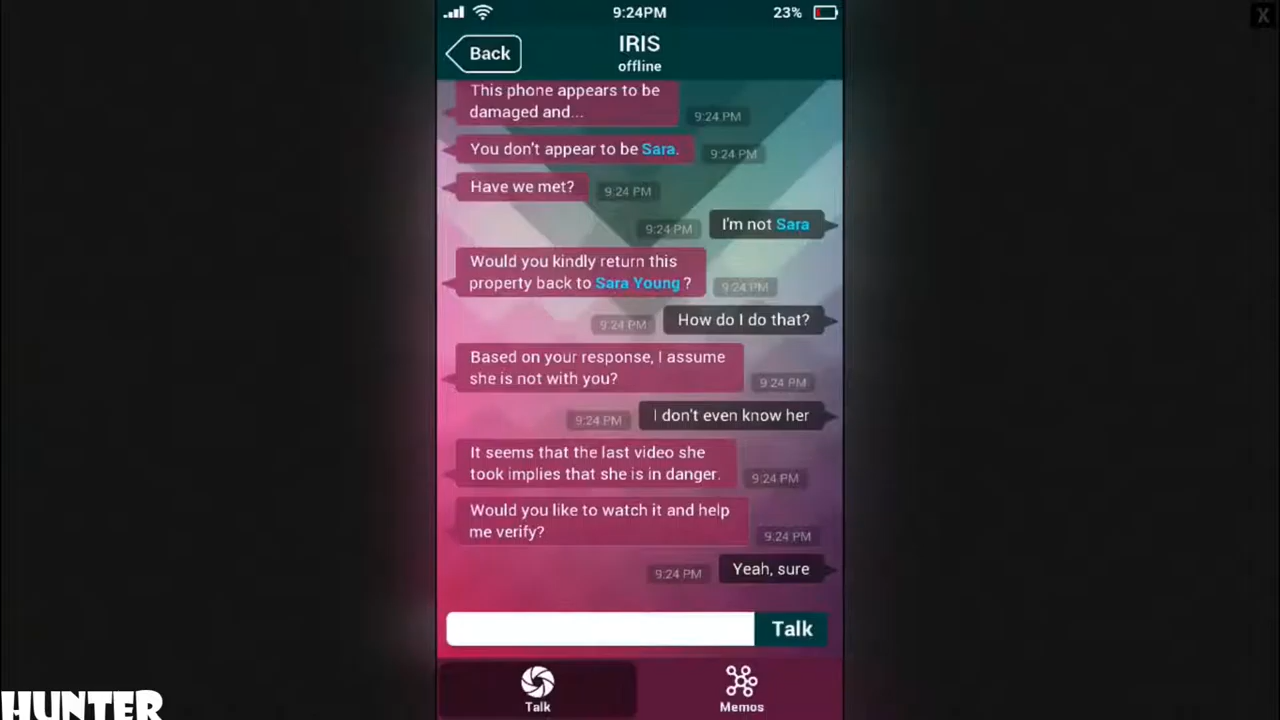 9:24PM
23%
X
Back
IRIS
offline
This phone appears to be
damaged and...
9:24 PM
You don't appear to be Sara.
9:24 PM
Have we met?
9:24 PM
9:24 PM
I'm not Sara
Would you kindly return this
property back to Sara Young ?
9:24 PM
9:24 PM
How do I do that?
Based on your response, I assume
she is not with you?
9:24 PM
9:24 PM
I don't even know her
It seems that the last video she
took implies that she is in danger.
9:24 PM
Would you like to watch it and help
me verify?
9:24 PM
9:24 PM
Yeah, sure
Talk
Talk
Memos
HUNTER